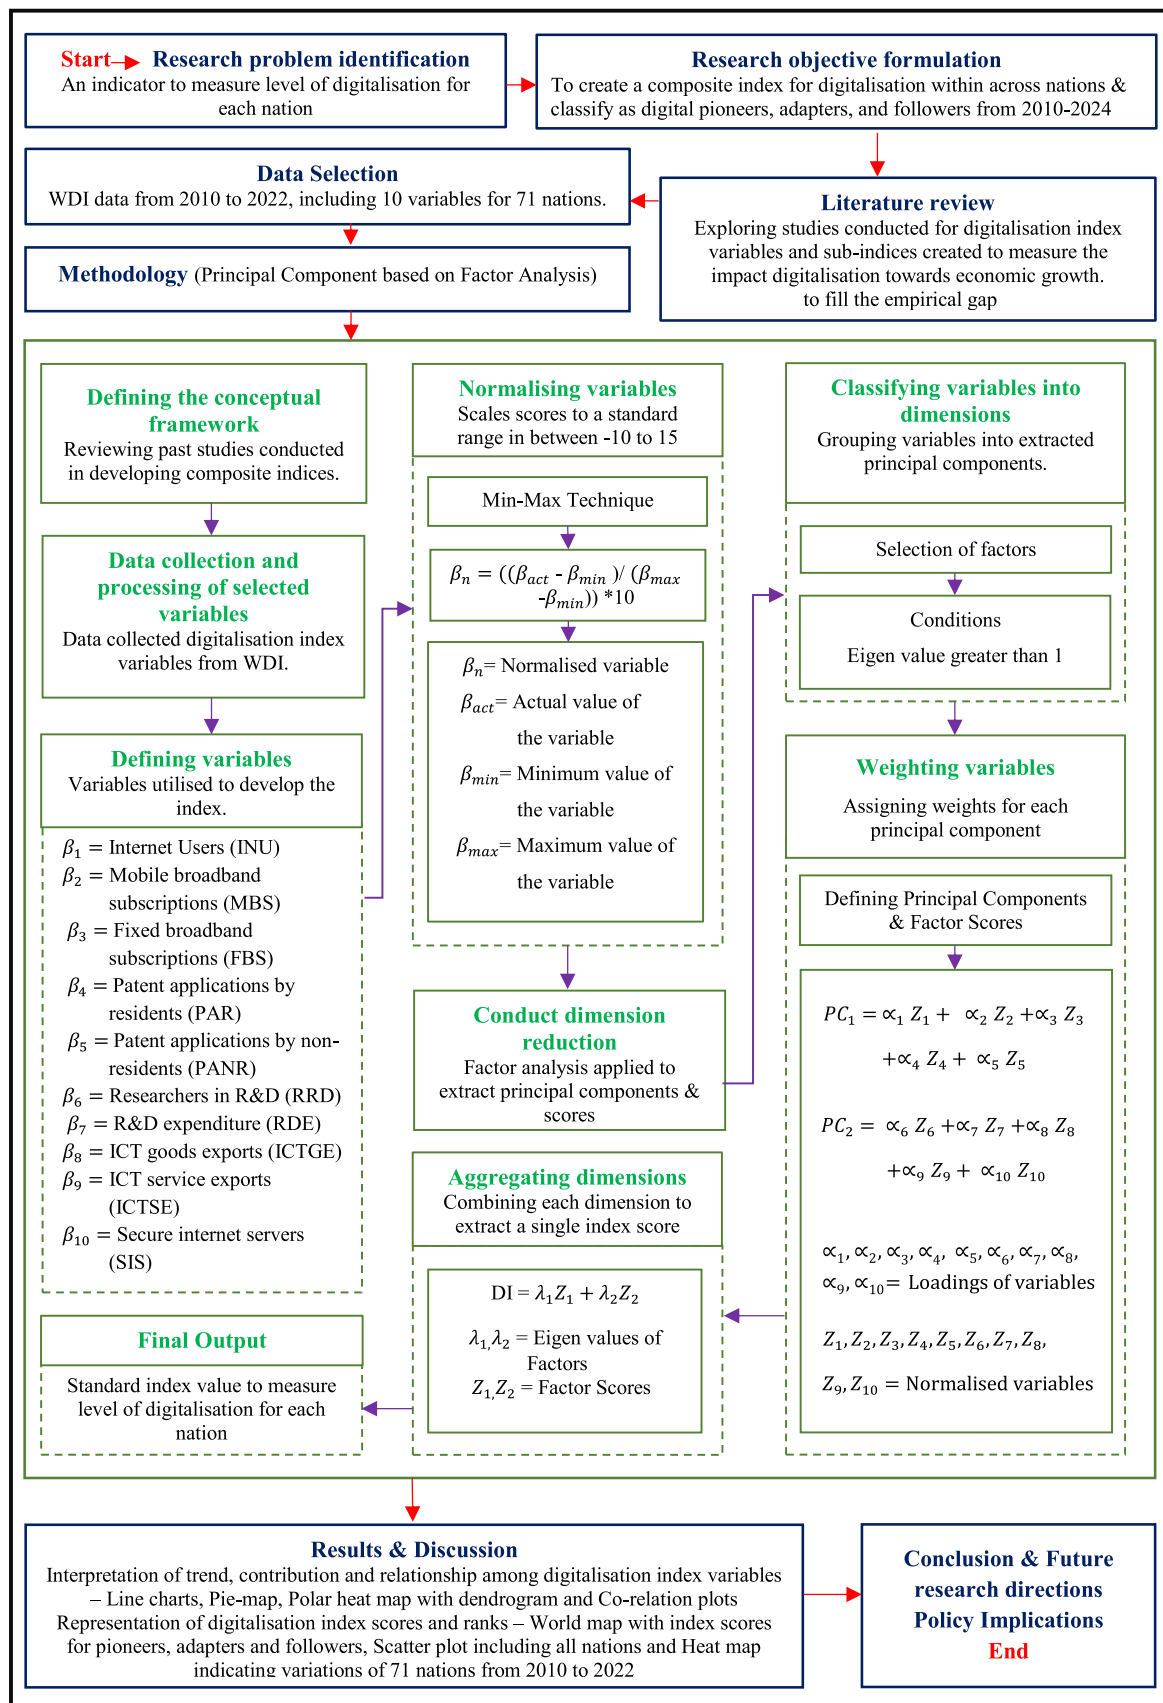 Start Research problem identification
An indicator to measure level of digitalisation for
each nation
Research objective formulation
To create a composite index for digitalisation within across nations &
classify as digital pioneers, adapters, and followers from 2010-2024
Literature review
Exploring studies conducted for digitalisation index
variables and sub-indices created to measure the
impact digitalisation towards economic growth.
to fill the empirical gap
Data Selection
WDI data from 2010 to 2022, including 10 variables for 71 nations.
Methodology (Principal Component based on Factor Analysis)
Defining the conceptual
framework
Reviewing past studies conducted
in developing composite indices.
Data collection and
processing of selected
variables
Data collected digitalisation index
variables from WDI.
Defining variables
Variables utilised to develop the
index.
β₁ = Internet Users (INU)
β₂ = Mobile broadband
subscriptions (MBS)
β₃ = Fixed broadband
subscriptions (FBS)
β₄ = Patent applications by
residents (PAR)
β₅ = Patent applications by non-
residents (PANR)
β₆ = Researchers in R&D (RRD)
β₇ = R&D expenditure (RDE)
β₈ = ICT goods exports (ICTGE)
β₉ = ICT service exports
(ICTSE)
β₁₀ = Secure internet servers
(SIS)
Normalising variables
Scales scores to a standard
range in between -10 to 15
Min-Max Technique
β_n = ((β_act - β_min )/ (β_max
-β_min)) *10
β_n= Normalised variable
β_act= Actual value of
the variable
β_min= Minimum value of
the variable
β_max= Maximum value of
the variable
Conduct dimension
reduction
Factor analysis applied to
extract principal components &
scores
Classifying variables into
dimensions
Grouping variables into extracted
principal components.
Selection of factors
Conditions
Eigen value greater than 1
Weighting variables
Assigning weights for each
principal component
Defining Principal Components
& Factor Scores
PC₁ = ∝₁ Z₁ + ∝₂ Z₂ +∝₃ Z₃
+∝₄ Z₄ + ∝₅ Z₅
PC₂ = ∝₆ Z₆ +∝₇ Z₇ +∝₈ Z₈
+∝₉ Z₉ + ∝₁₀ Z₁₀
∝₁, ∝₂, ∝₃, ∝₄, ∝₅, ∝₆, ∝₇, ∝₈,
∝₉, ∝₁₀= Loadings of variables
Z₁, Z₂, Z₃, Z₄, Z₅, Z₆, Z₇, Z₈,
Z₉, Z₁₀ = Normalised variables
Aggregating dimensions
Combining each dimension to
extract a single index score
DI = λ₁Z₁ + λ₂Z₂
λ₁,λ₂ = Eigen values of
Factors
Z₁,Z₂ = Factor Scores
Final Output
Standard index value to measure
level of digitalisation for each
nation
Results & Discussion
Interpretation of trend, contribution and relationship among digitalisation index variables
– Line charts, Pie-map, Polar heat map with dendrogram and Co-relation plots
Representation of digitalisation index scores and ranks – World map with index scores
for pioneers, adapters and followers, Scatter plot including all nations and Heat map
indicating variations of 71 nations from 2010 to 2022
Conclusion & Future
research directions
Policy Implications
End